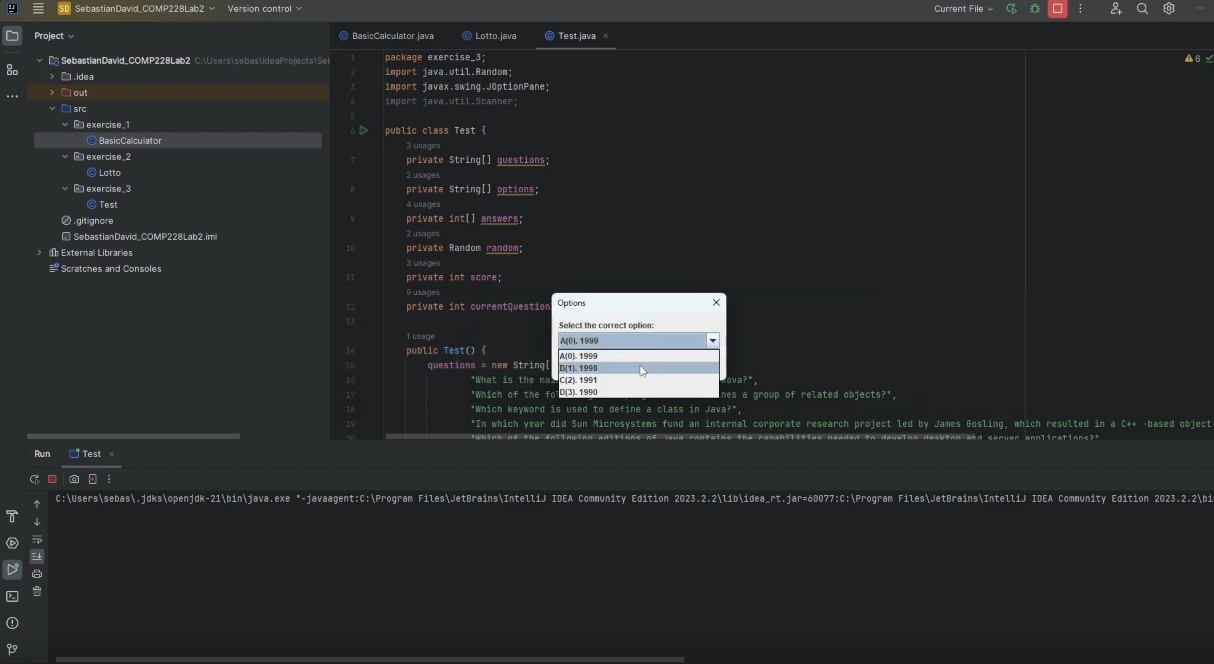 SD SebastianDavid_COMP228Lab2 Version control Current File
Project
BasicCalculator.java Lotto.java Test.java
SebastianDavid_COMP228Lab2 C:\Users\sebas\IdeaProjects\Se
.idea
out
src
exercise_1
BasicCalculator
exercise_2
Lotto
exercise_3
Test
.gitignore
SebastianDavid_COMP228Lab2.iml
External Libraries
Scratches and Consoles
6
1 package exercise_3;
2 import java.util.Random;
3 import javax.swing.JOptionPane;
4 import java.util.Scanner;
5
6 public class Test {
3 usages
7 private String[] questions;
2 usages
8 private String[] options;
4 usages
9 private int[] answers;
2 usages
10 private Random random;
3 usages
11 private int score;
9 usages
12 private int currentQuestion
13
1 usage
14 public Test() {
15 questions = new String[
16 "What is the mai ava?",
17 "Which of the fo nes a group of related objects?",
18 "Which keyword is used to define a class in Java?",
19 "In which year did Sun Microsystems fund an internal corporate research project led by James Gosling, which resulted in a C++ -based object-
20 "Which of the following editions of Java contains the capabilities needed to develop desktop and server applications?"
Options
Select the correct option:
A(0). 1999
A(0). 1999
B(1). 1998
C(2). 1991
D(3). 1990
Run Test
C:\Users\sebas\.jdks\openjdk-21\bin\java.exe "-javaagent:C:\Program Files\JetBrains\IntelliJ IDEA Community Edition 2023.2.2\lib\idea_rt.jar=60077:C:\Program Files\JetBrains\IntelliJ IDEA Community Edition 2023.2.2\bi